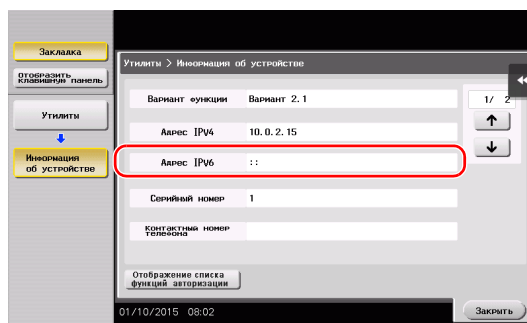 Закладка
Отобразить
клавишную панель
Утилиты
Информация
об устройстве
Утилиты > Информация об устройстве
Вариант функции Вариант 2.1
1/ 2
Адрес IPV4 10.0.2.15
Адрес IPV6 ::
Серийный номер 1
Контактный номер
телефона
Отображение списка
функций авторизации
01/10/2015 08:02
Закрыть